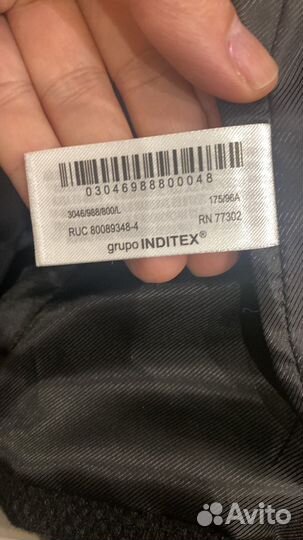 03046988800048
3046/988/800/L 175/96A
RUC 80089348-4 RN 77302
grupo INDITEX®
Avito